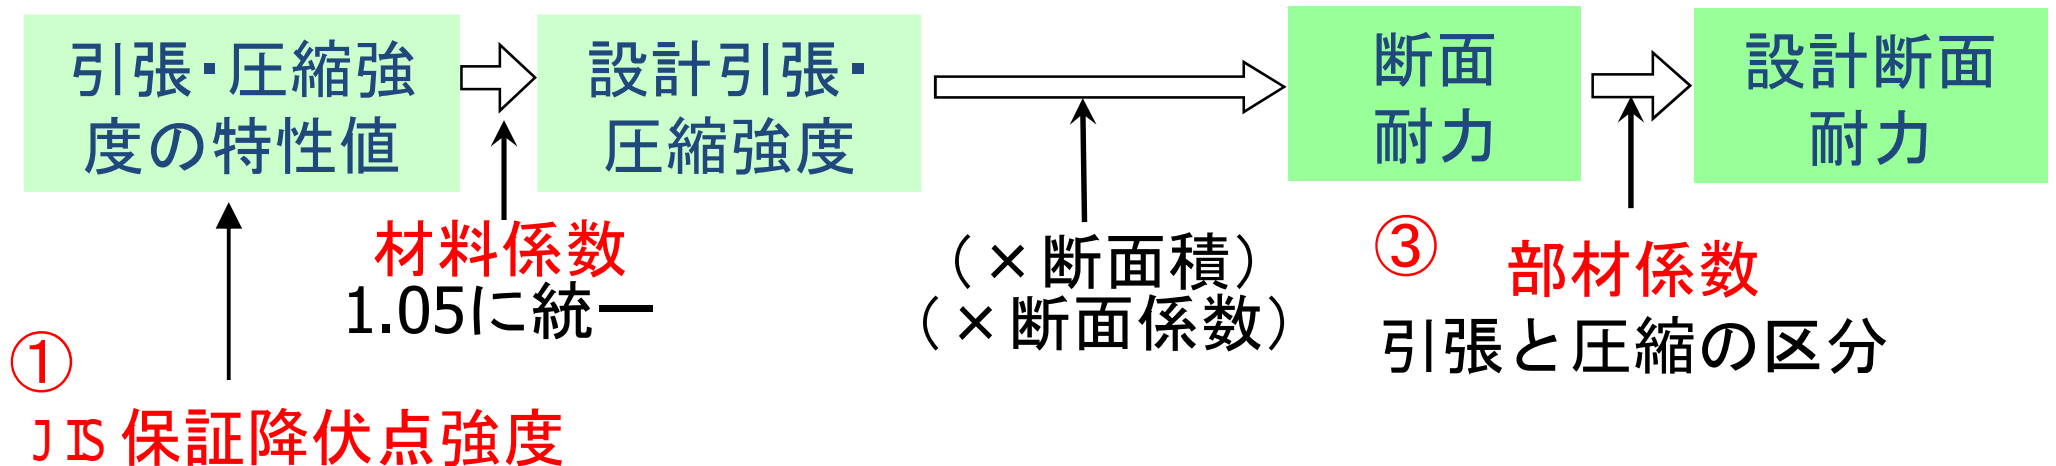 引張・圧縮強
度の特性値
設計引張・
圧縮強度
断面
耐力
設計断面
耐力
材料係数
1.05に統一
(×断面積)
(×断面係数)
③
部材係数
引張と圧縮の区分
①
JIS保証降伏点強度